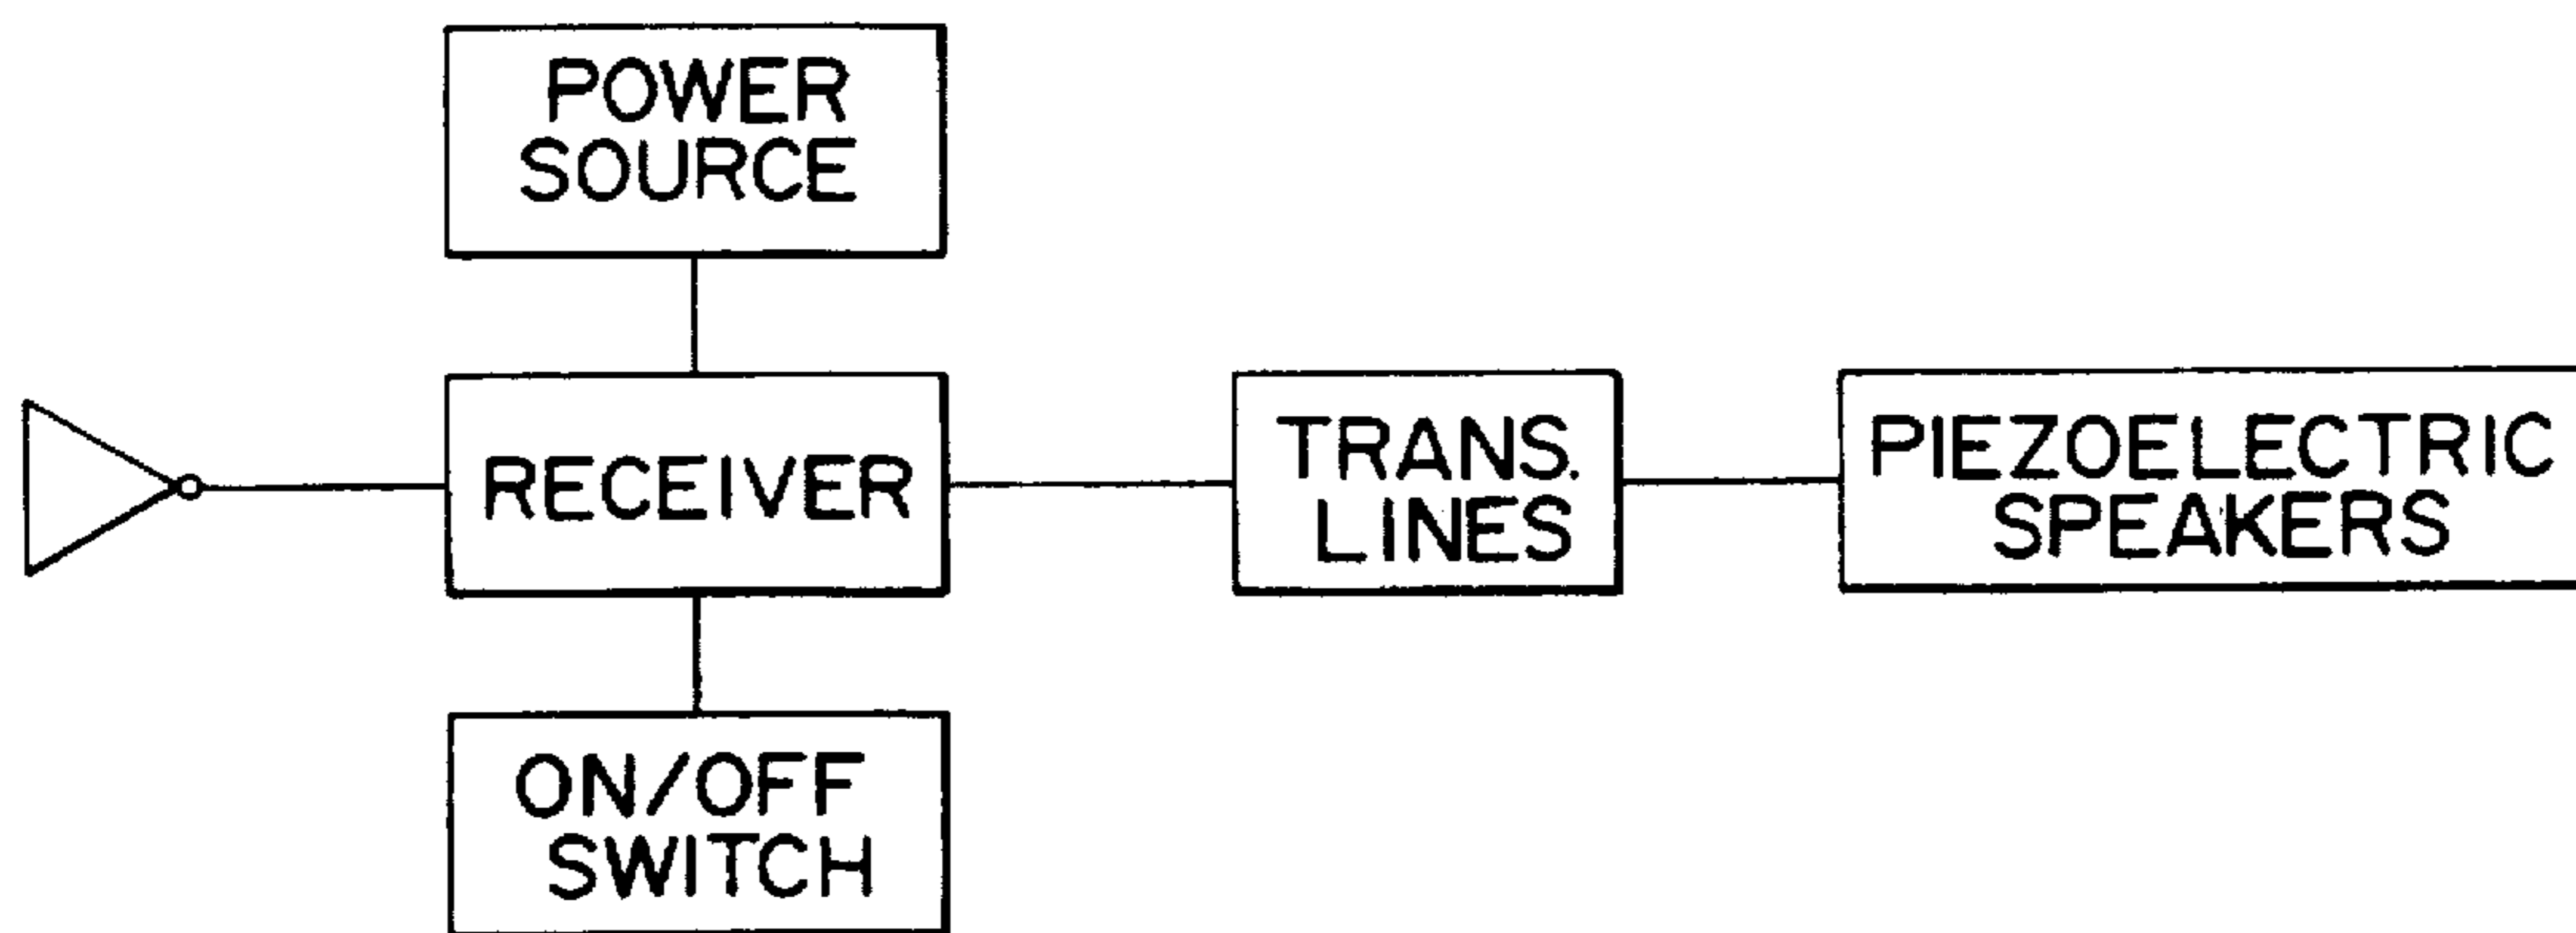 POWER
SOURCE
RECEIVER
TRANS.
LINES
PIEZOELECTRIC
SPEAKERS
ON/OFF
SWITCH